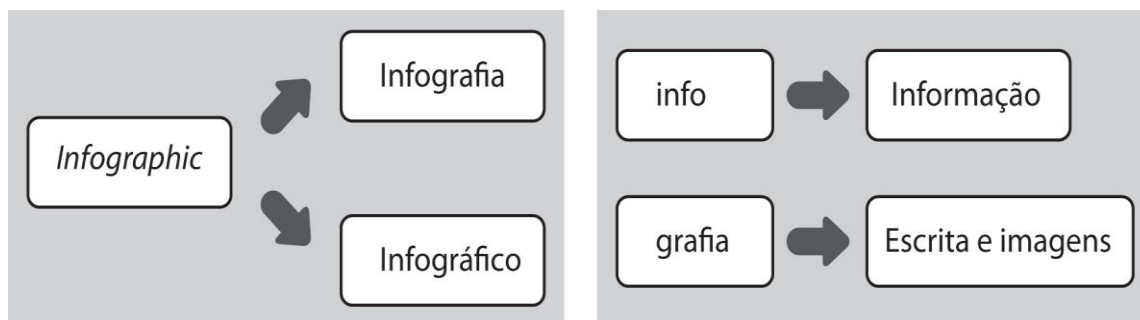 Infographic
Infografia
Infográfico
info
Informação
grafia
Escrita e imagens